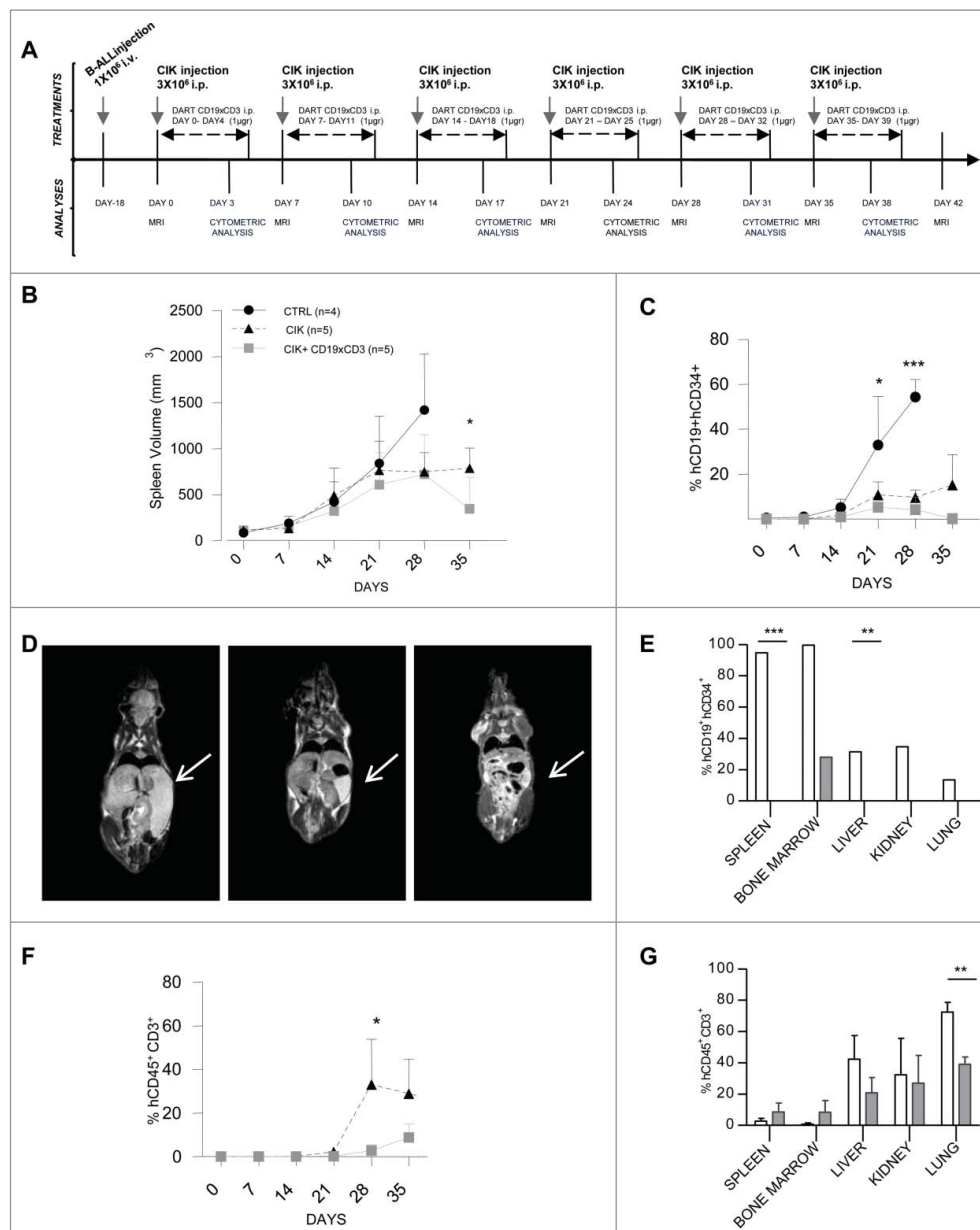 A
TREATMENTS
ANALYSES
B-ALLinjection
1X10⁶ i.v.
CIK injection
3X10⁶ i.p.
CIK injection
3X10⁶ i.p.
CIK injection
3X10⁶ i.p.
CIK injection
3X10⁶ i.p.
CIK injection
3X10⁶ i.p.
CIK injection
3X10⁶ i.p.
DART CD19xCD3 i.p.
DAY 0- DAY4 (1µgr)
DART CD19xCD3 i.p.
DAY 7- DAY11 (1µgr)
DART CD19xCD3 i.p.
DAY 14 - DAY18 (1µgr)
DART CD19xCD3 i.p.
DAY 21 – DAY 25 (1µgr)
DART CD19xCD3 i.p.
DAY 28 – DAY 32 (1µgr)
DART CD19xCD3 i.p.
DAY 35- DAY 39 (1µgr)
DAY-18
DAY 0
MRI
DAY 3
CYTOMETRIC
ANALYSIS
DAY 7
MRI
DAY 10
CYTOMETRIC
ANALYSIS
DAY 14
MRI
DAY 17
CYTOMETRIC
ANALYSIS
DAY 21
MRI
DAY 24
CYTOMETRIC
ANALYSIS
DAY 28
MRI
DAY 31
CYTOMETRIC
ANALYSIS
DAY 35
MRI
DAY 38
CYTOMETRIC
ANALYSIS
DAY 42
MRI
B
Spleen Volume (mm³)
2500
2000
1500
1000
500
0
CTRL (n=4)
CIK (n=5)
CIK+ CD19xCD3 (n=5)
*
0 7 14 21 28 35
DAYS
C
% hCD19+hCD34+
80
60
40
20
* ***
0 7 14 21 28 35
DAYS
D
E
% hCD19⁺hCD34⁺
100
80
60
40
20
0
*** **
SPLEEN
BONE MARROW
LIVER
KIDNEY
LUNG
F
% hCD45⁺ CD3⁺
80
60
40
20
0
*
0 7 14 21 28 35
DAYS
G
% hCD45⁺CD3⁺
100
80
60
40
20
0
**
SPLEEN
BONE MARROW
LIVER
KIDNEY
LUNG